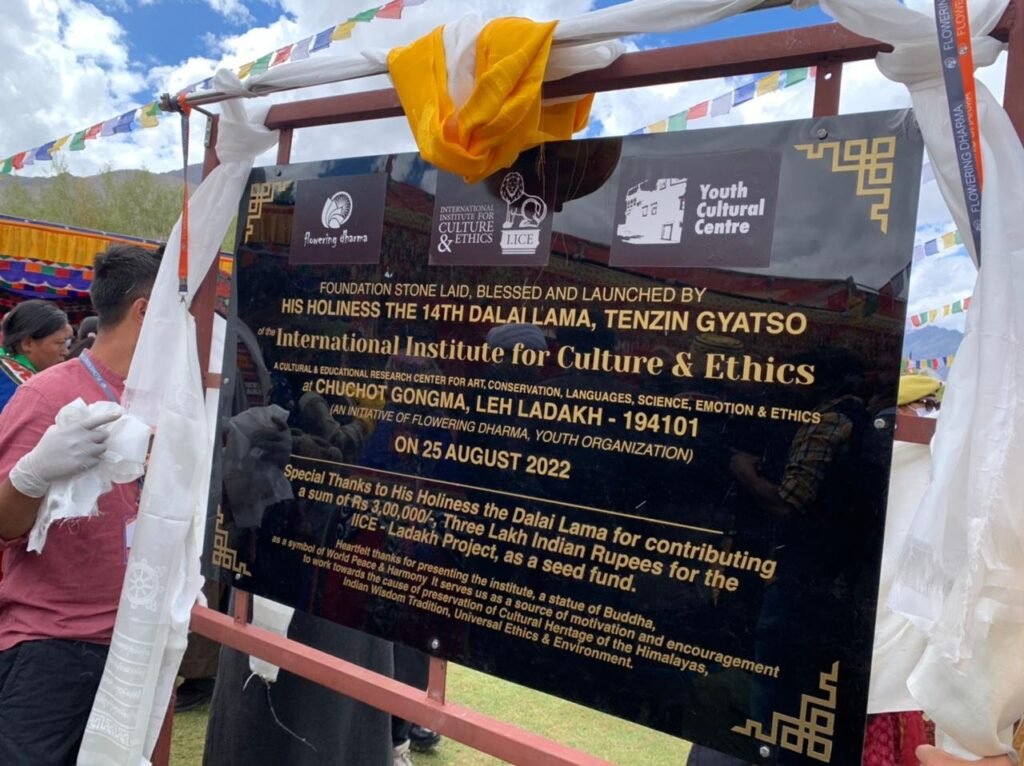 flowering dharma
INTERNATIONAL
INSTITUTE FOR
CULTURE
& ETHICS
IICE
Youth
Cultural
Centre
FOUNDATION STONE LAID, BLESSED AND LAUNCHED BY
HIS HOLINESS THE 14TH DALAI LAMA, TENZIN GYATSO
of the International Institute for Culture & Ethics
A CULTURAL & EDUCATIONAL RESEARCH CENTER FOR ART, CONSERVATION, LANGUAGES, SCIENCE, EMOTION & ETHICS
at CHUCHOT GONGMA, LEH LADAKH - 194101
(AN INITIATIVE OF FLOWERING DHARMA, YOUTH ORGANIZATION)
ON 25 AUGUST 2022
Special Thanks to His Holiness the Dalai Lama for contributing
a sum of Rs 3,00,000/- Three Lakh Indian Rupees for the
IICE - Ladakh Project, as a seed fund.
Heartfelt thanks for presenting the institute, a statue of Buddha,
as a symbol of World Peace & Harmony. It serves us as a source of motivation and encouragement
to work towards the cause of preservation of Cultural Heritage of the Himalayas,
Indian Wisdom Tradition, Universal Ethics & Environment.
FLOWERING DHARMA